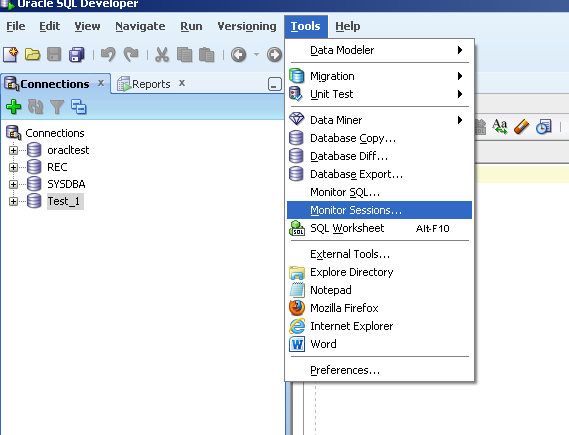 Oracle SQL Developer
File Edit View Navigate Run Versioning Tools Help
Connections x Reports x
Connections
oracltest
REC
SYSDBA
Test_1
Data Modeler
Migration
Unit Test
Data Miner
Database Copy...
Database Diff...
Database Export...
Monitor SQL...
Monitor Sessions...
SQL Worksheet Alt-F10
External Tools...
Explore Directory
Notepad
Mozilla Firefox
Internet Explorer
Word
Preferences...